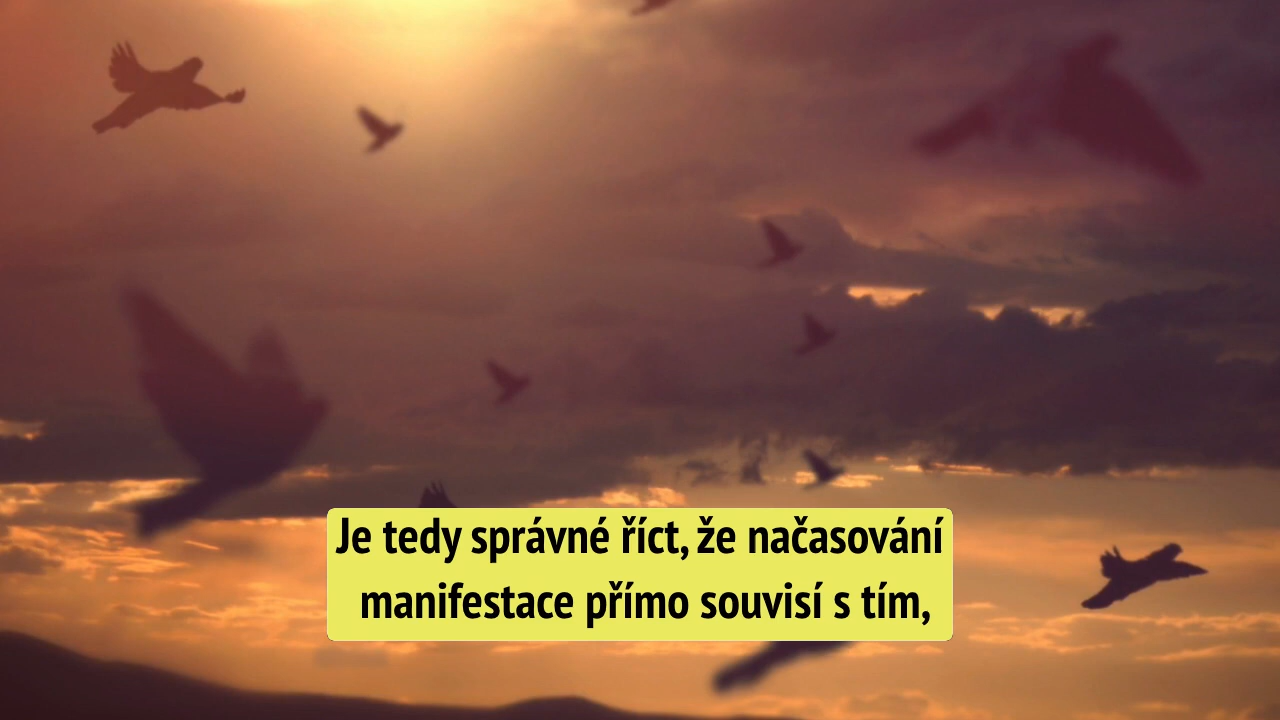 Je tedy správné říct, že načasování
manifestace přímo souvisí s tím,